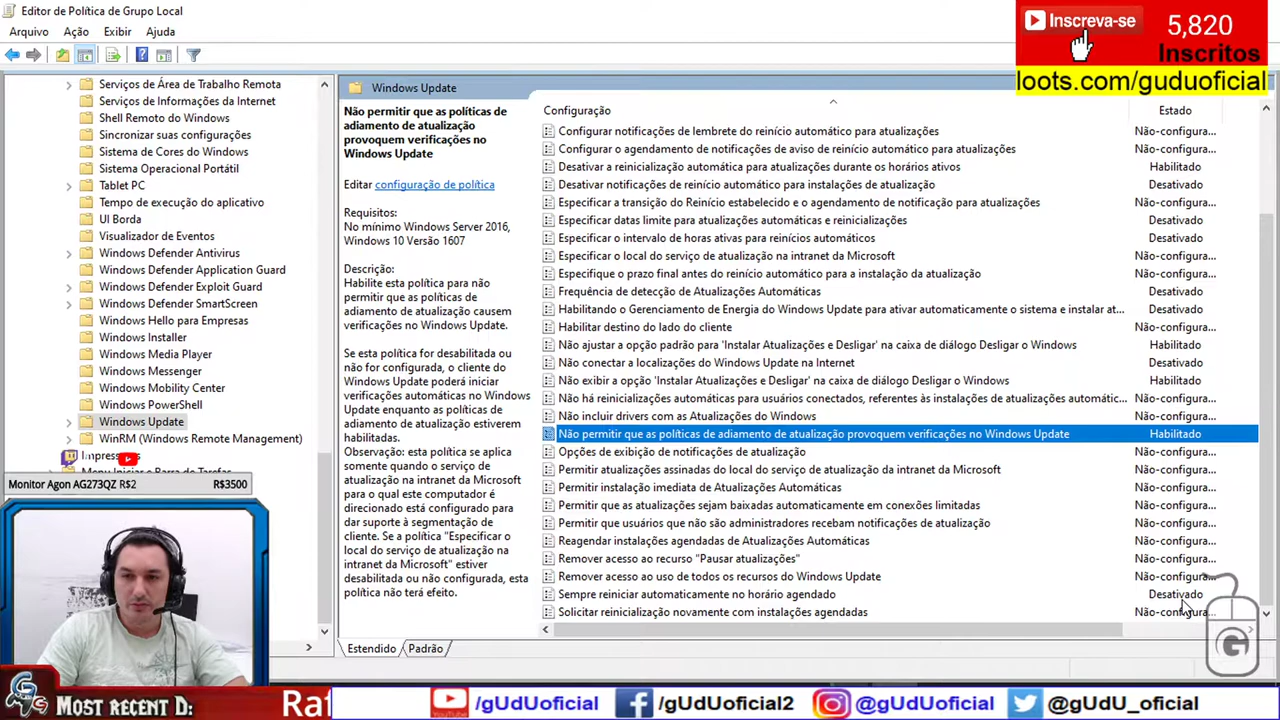 Editor de Política de Grupo Local
Arquivo Ação Exibir Ajuda
Inscreva-se
5,820
Inscritos
loots.com/guduoficial
Serviços de Área de Trabalho Remota
Serviços de Informações da Internet
Shell Remoto do Windows
Sincronizar suas configurações
Sistema de Cores do Windows
Sistema Operacional Portátil
Tablet PC
Tempo de execução do aplicativo
UI Borda
Visualizador de Eventos
Windows Defender Antivirus
Windows Defender Application Guard
Windows Defender Exploit Guard
Windows Defender SmartScreen
Windows Hello para Empresas
Windows Installer
Windows Media Player
Windows Messenger
Windows Mobility Center
Windows PowerShell
Windows Update
WinRM (Windows Remote Management)
Menu Iniciar e Barra de Tarefas
Monitor Agon AG273QZ R$2 R$3500
Windows Update
Não permitir que as políticas de
adiamento de atualização
provoquem verificações no
Windows Update
Editar configuração de política
Requisitos:
No mínimo Windows Server 2016,
Windows 10 Versão 1607
Descrição:
Habilite esta política para não
permitir que as políticas de
adiamento de atualização causem
verificações no Windows Update.
Se esta política for desabilitada ou
não for configurada, o cliente do
Windows Update poderá iniciar
verificações automáticas no Windows
Update enquanto as políticas de
adiamento de atualização estiverem
habilitadas.
Observação: esta política se aplica
somente quando o serviço de
atualização na intranet da Microsoft
para o qual este computador é
direcionado está configurado para
dar suporte à segmentação de
cliente. Se a política "Especificar o
local do serviço de atualização na
intranet da Microsoft" estiver
desabilitada ou não configurada, esta
política não terá efeito.
Configuração Estado
Configurar notificações de lembrete do reinício automático para atualizações Não-configura...
Configurar o agendamento de notificações de aviso de reinício automático para atualizações Não-configura...
Desativar a reinicialização automática para atualizações durante os horários ativos Habilitado
Desativar notificações de reinício automático para instalações de atualização Desativado
Especificar a transição do Reinício estabelecido e o agendamento de notificação para atualizações Não-configura...
Especificar datas limite para atualizações automáticas e reinicializações Desativado
Especificar o intervalo de horas ativas para reinícios automáticos Desativado
Especificar o local do serviço de atualização na intranet da Microsoft Não-configura...
Especifique o prazo final antes do reinício automático para a instalação da atualização Não-configura...
Frequência de detecção de Atualizações Automáticas Desativado
Habilitando o Gerenciamento de Energia do Windows Update para ativar automaticamente o sistema e instalar at... Desativado
Habilitar destino do lado do cliente Não-configura...
Não ajustar a opção padrão para 'Instalar Atualizações e Desligar' na caixa de diálogo Desligar o Windows Habilitado
Não conectar a localizações do Windows Update na Internet Desativado
Não exibir a opção 'Instalar Atualizações e Desligar' na caixa de diálogo Desligar o Windows Habilitado
Não há reinicializações automáticas para usuários conectados, referentes às instalações de atualizações automátic... Não-configura...
Não incluir drivers com as Atualizações do Windows Não-configura...
Não permitir que as políticas de adiamento de atualização provoquem verificações no Windows Update Habilitado
Opções de exibição de notificações de atualização Não-configura...
Permitir atualizações assinadas do local do serviço de atualização da intranet da Microsoft Não-configura...
Permitir instalação imediata de Atualizações Automáticas Não-configura...
Permitir que as atualizações sejam baixadas automaticamente em conexões limitadas Não-configura...
Permitir que usuários que não são administradores recebam notificações de atualização Não-configura...
Reagendar instalações agendadas de Atualizações Automáticas Não-configura...
Remover acesso ao recurso "Pausar atualizações" Não-configura...
Remover acesso ao uso de todos os recursos do Windows Update Não-configura...
Sempre reiniciar automaticamente no horário agendado Desativado
Solicitar reinicialização novamente com instalações agendadas Não-configura...
Estendido Padrão
Most recent D: Ra
/gUdUoficial /gUdUoficial2 @gUdUoficial @gUdU_oficial